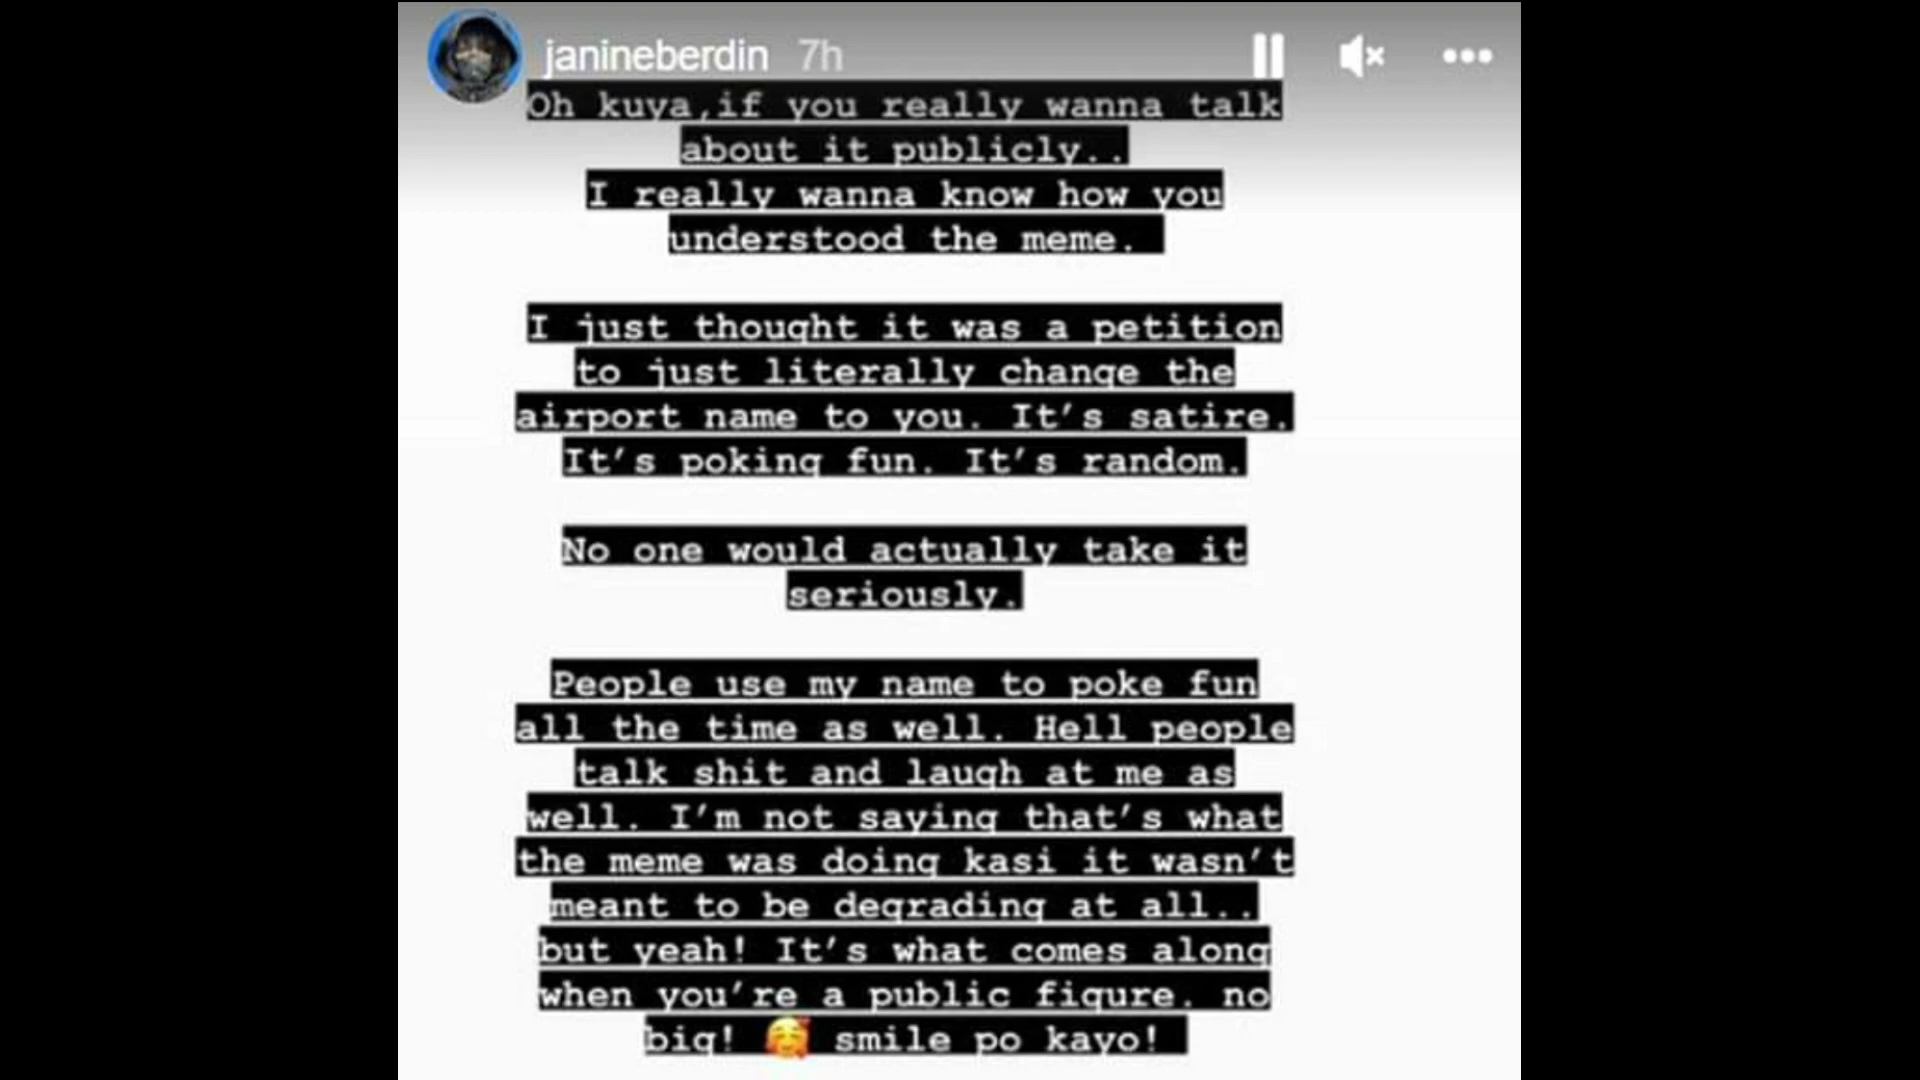 janineberdin 7h
Oh kuya,if you really wanna talk
about it publicly..
I really wanna know how you
understood the meme.
I just thought it was a petition
to just literally change the
airport name to you. It's satire.
It's poking fun. It's random.
No one would actually take it
seriously.
People use my name to poke fun
all the time as well. Hell people
talk shit and laugh at me as
well. I'm not saying that's what
the meme was doing kasi it wasn't
meant to be degrading at all..
but yeah! It's what comes along
when you're a public figure. no
big! 🥰 smile po kayo!